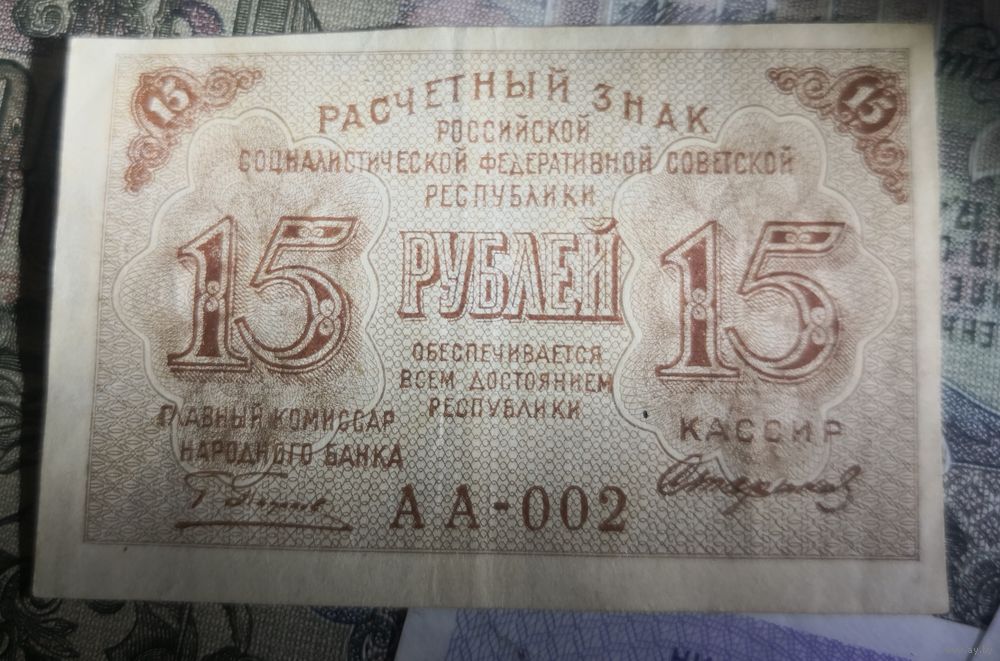 15 15
РАСЧЕТНЫЙ ЗНАК
РОССИЙСКОЙ
СОЦИАЛИСТИЧЕСКОЙ ФЕДЕРАТИВНОЙ СОВЕТСКОЙ
РЕСПУБЛИКИ
15 РУБЛЕЙ 15
ОБЕСПЕЧИВАЕТСЯ
ВСЕМ ДОСТОЯНИЕМ
РЕСПУБЛИКИ
ГЛАВНЫЙ КОМИССАР
НАРОДНОГО БАНКА
КАССИР
АА-002